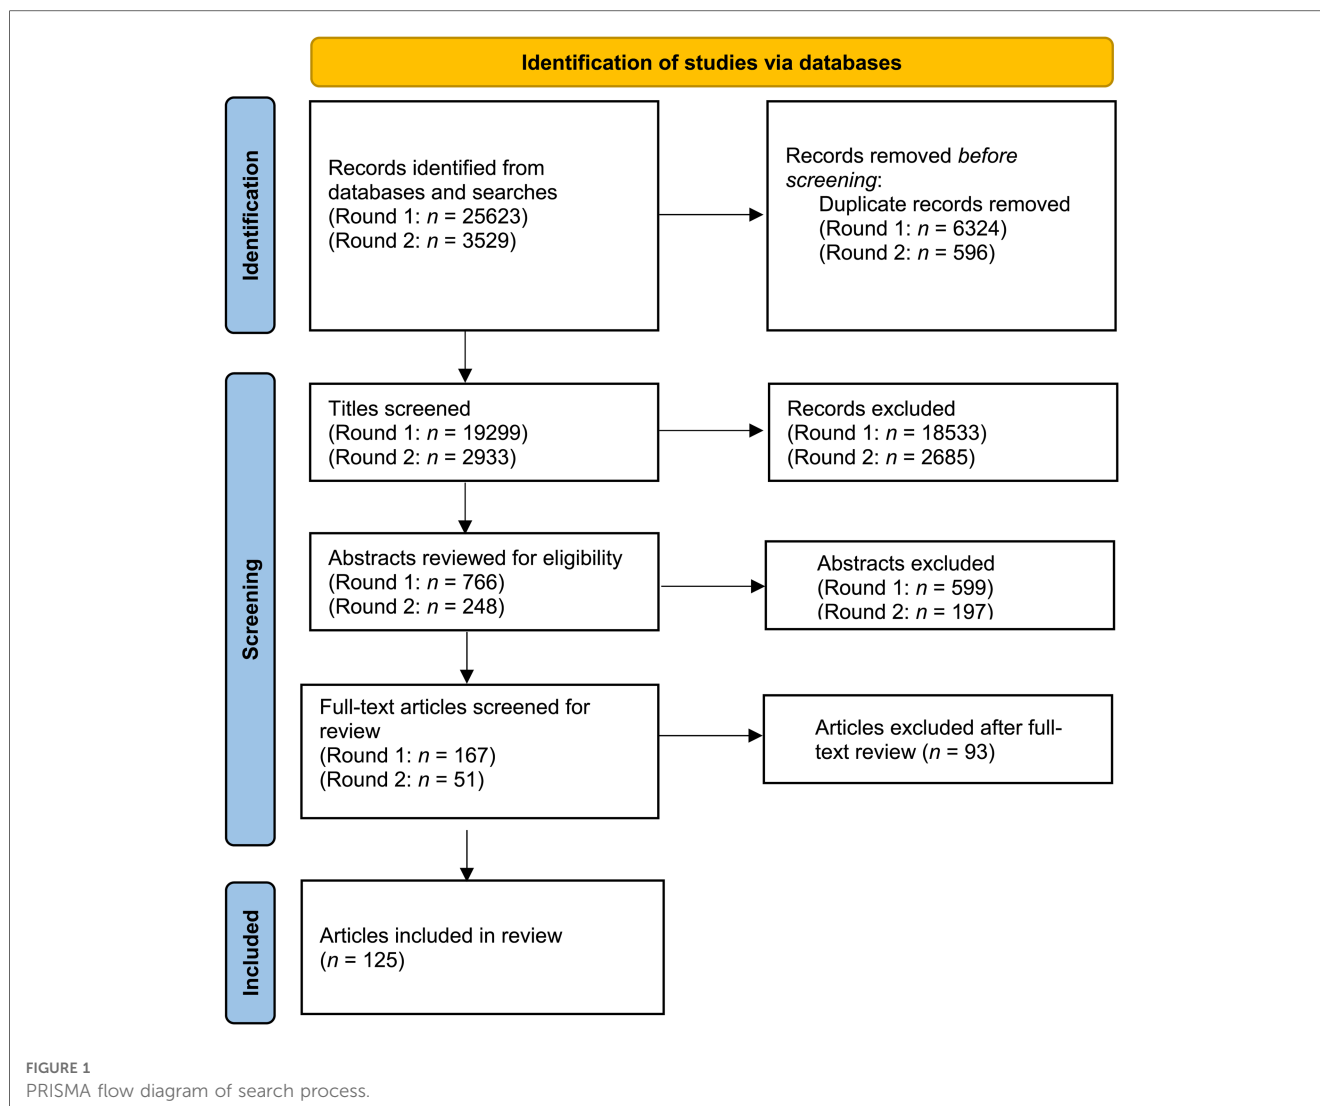 Identification of studies via databases
Identification
Records identified from
databases and searches
(Round 1: n = 25623)
(Round 2: n = 3529)
Records removed before
screening:
Duplicate records removed
(Round 1: n = 6324)
(Round 2: n = 596)
Screening
Titles screened
(Round 1: n = 19299)
(Round 2: n = 2933)
Records excluded
(Round 1: n = 18533)
(Round 2: n = 2685)
Abstracts reviewed for eligibility
(Round 1: n = 766)
(Round 2: n = 248)
Abstracts excluded
(Round 1: n = 599)
(Round 2: n = 197)
Full-text articles screened for
review
(Round 1: n = 167)
(Round 2: n = 51)
Articles excluded after full-
text review (n = 93)
Included
Articles included in review
(n = 125)
FIGURE 1
PRISMA flow diagram of search process.